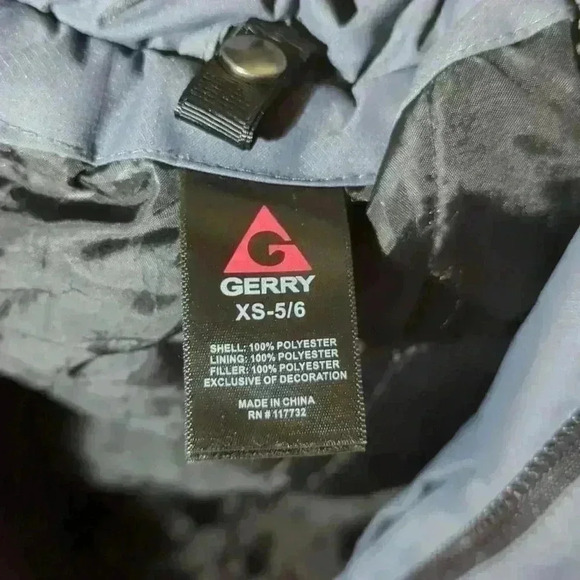 G
GERRY
XS-5/6
SHELL: 100% POLYESTER
LINING: 100% POLYESTER
FILLER: 100% POLYESTER
EXCLUSIVE OF DECORATION
MADE IN CHINA
RN # 117732